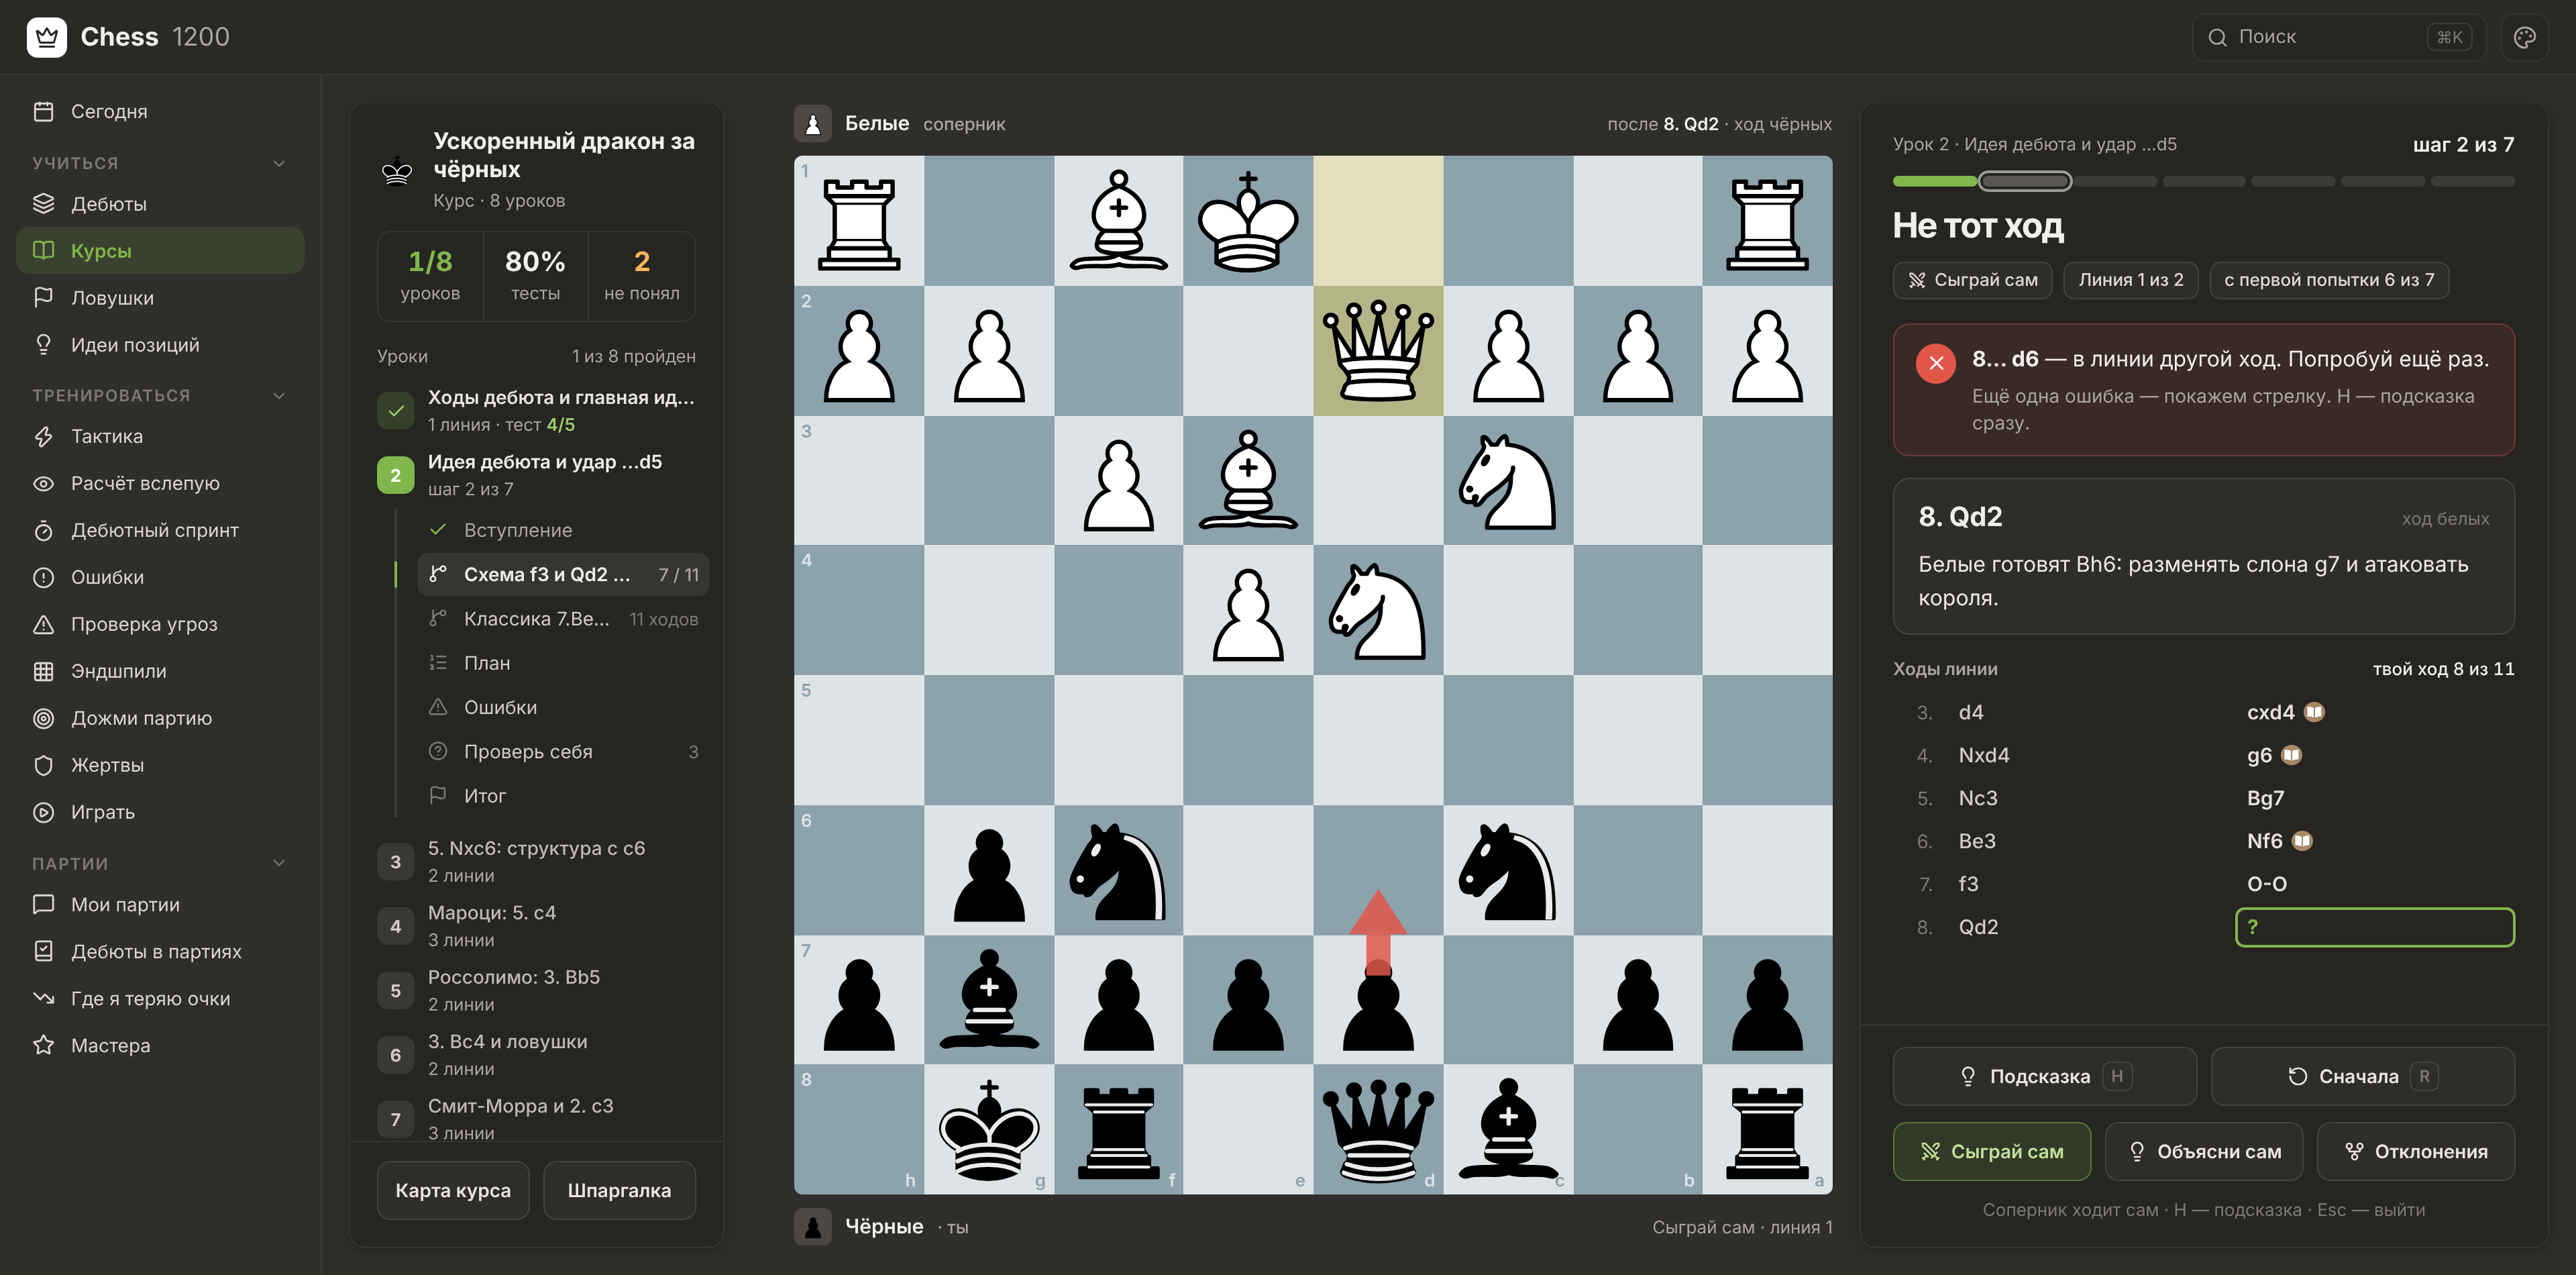 Chess 1200
Поиск ⌘K
Сегодня
УЧИТЬСЯ
Дебюты
Курсы
Ловушки
Идеи позиций
ТРЕНИРОВАТЬСЯ
Тактика
Расчёт вслепую
Дебютный спринт
Ошибки
Проверка угроз
Эндшпили
Дожми партию
Жертвы
Играть
ПАРТИИ
Мои партии
Дебюты в партиях
Где я теряю очки
Мастера
Ускоренный дракон за
чёрных
Курс · 8 уроков
1/8 80% 2
уроков тесты не понял
Уроки 1 из 8 пройден
Ходы дебюта и главная ид...
1 линия · тест 4/5
2 Идея дебюта и удар ...d5
шаг 2 из 7
Вступление
Схема f3 и Qd2 ... 7 / 11
Классика 7.Be... 11 ходов
План
Ошибки
Проверь себя 3
Итог
3 5. Nxc6: структура с c6
2 линии
4 Мароци: 5. c4
3 линии
5 Россолимо: 3. Bb5
2 линии
6 3. Bc4 и ловушки
2 линии
7 Смит-Морра и 2. c3
3 линии
Карта курса Шпаргалка
Белые соперник после 8. Qd2 · ход чёрных
1
2
3
4
5
6
7
8
h g f e d c b a
Чёрные · ты Сыграй сам · линия 1
Урок 2 · Идея дебюта и удар ...d5 шаг 2 из 7
Не тот ход
Сыграй сам Линия 1 из 2 с первой попытки 6 из 7
8... d6 — в линии другой ход. Попробуй ещё раз.
Ещё одна ошибка — покажем стрелку. H — подсказка
сразу.
8. Qd2 ход белых
Белые готовят Bh6: разменять слона g7 и атаковать
короля.
Ходы линии твой ход 8 из 11
3. d4 cxd4
4. Nxd4 g6
5. Nc3 Bg7
6. Be3 Nf6
7. f3 O-O
8. Qd2 ?
Подсказка H Сначала R
Сыграй сам Объясни сам Отклонения
Соперник ходит сам · H — подсказка · Esc — выйти